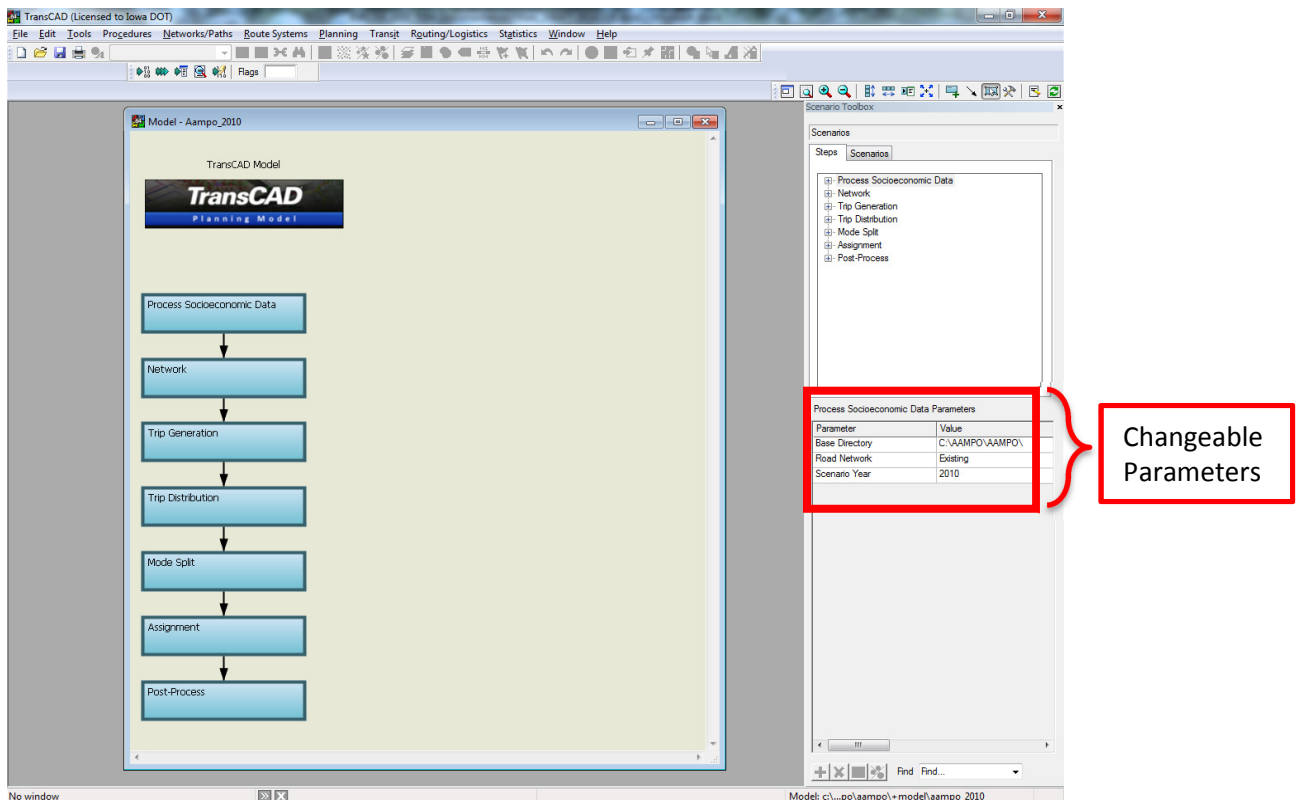 TransCAD (Licensed to Iowa DOT)
File Edit Tools Procedures Networks/Paths Route Systems Planning Transit Routing/Logistics Statistics Window Help
Flags
Scenario Toolbox
Model - Aampo_2010
Scenarios
Steps Scenarios
TransCAD Model
TransCAD
Planning Model
Process Socioeconomic Data
Network
Trip Generation
Trip Distribution
Mode Split
Assignment
Post-Process
Process Socioeconomic Data
Network
Trip Generation
Trip Distribution
Mode Split
Assignment
Post-Process
Process Socioeconomic Data Parameters
Parameter Value
Base Directory C:\AAMPO\AAMPO\
Road Network Existing
Scenario Year 2010
Changeable
Parameters
Find Find...
No window
Model: c:\...po\aampo\+model\aampo_2010